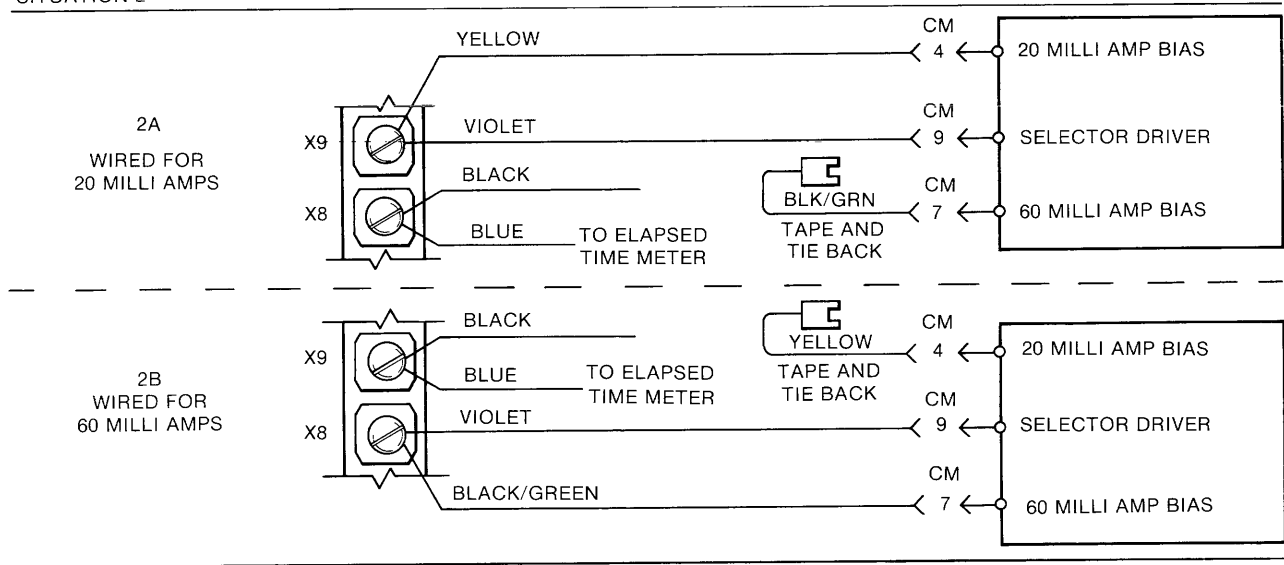 YELLOW
CM
4
20 MILLI AMP BIAS
2A
WIRED FOR
20 MILLI AMPS
X9
VIOLET
CM
9
SELECTOR DRIVER
BLACK
X8
BLK/GRN
CM
7
60 MILLI AMP BIAS
BLUE
TO ELAPSED
TIME METER
TAPE AND
TIE BACK
BLACK
X9
YELLOW
CM
4
20 MILLI AMP BIAS
2B
WIRED FOR
60 MILLI AMPS
BLUE
TO ELAPSED
TIME METER
TAPE AND
TIE BACK
X8
VIOLET
CM
9
SELECTOR DRIVER
BLACK/GREEN
CM
7
60 MILLI AMP BIAS